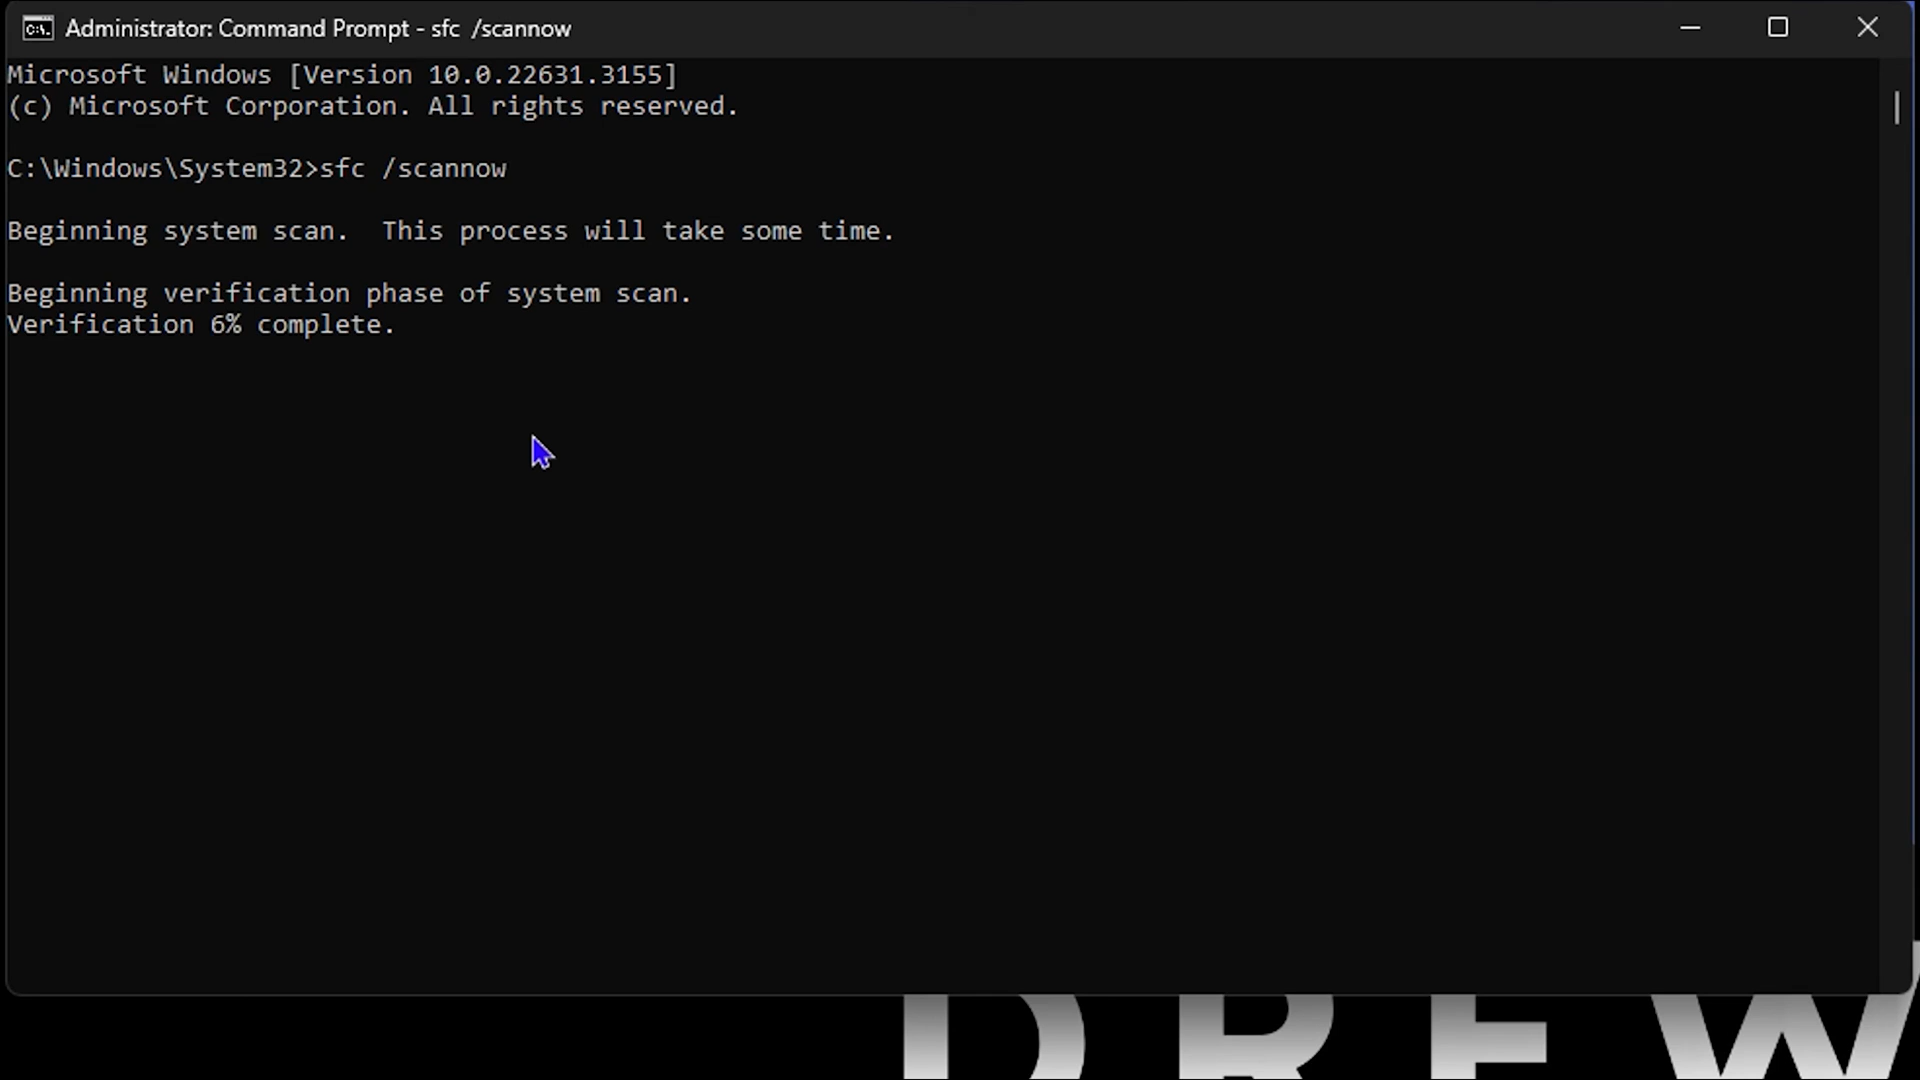 Administrator: Command Prompt - sfc  /scannow
Microsoft Windows [Version 10.0.22631.3155]
(c) Microsoft Corporation. All rights reserved.
C:\Windows\System32>sfc /scannow
Beginning system scan.  This process will take some time.
Beginning verification phase of system scan.
Verification 6% complete.
DREW